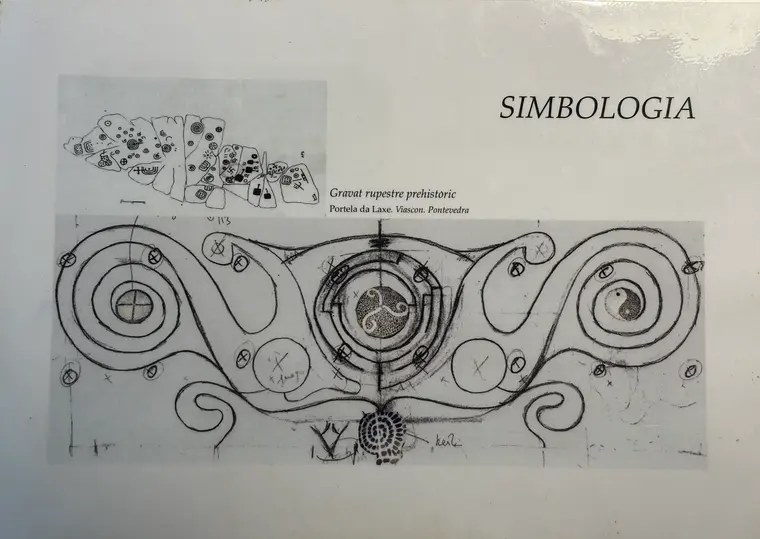 SIMBOLOGIA
Gravat rupestre prehistòric
Portela da Laxe. Viascon. Pontevedra